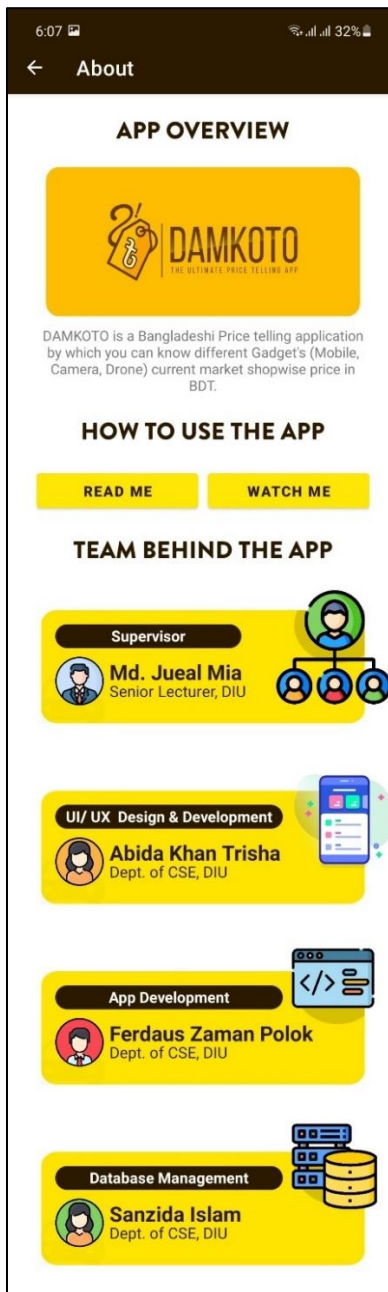 6:07 32%
About
APP OVERVIEW
DAMKOTO
THE ULTIMATE PRICE TELLING APP
DAMKOTO is a Bangladeshi Price telling application
by which you can know different Gadget's (Mobile,
Camera, Drone) current market shopwise price in
BDT.
HOW TO USE THE APP
READ ME WATCH ME
TEAM BEHIND THE APP
Supervisor
Md. Jueal Mia
Senior Lecturer, DIU
UI/ UX Design & Development
Abida Khan Trisha
Dept. of CSE, DIU
App Development
Ferdaus Zaman Polok
Dept. of CSE, DIU
Database Management
Sanzida Islam
Dept. of CSE, DIU